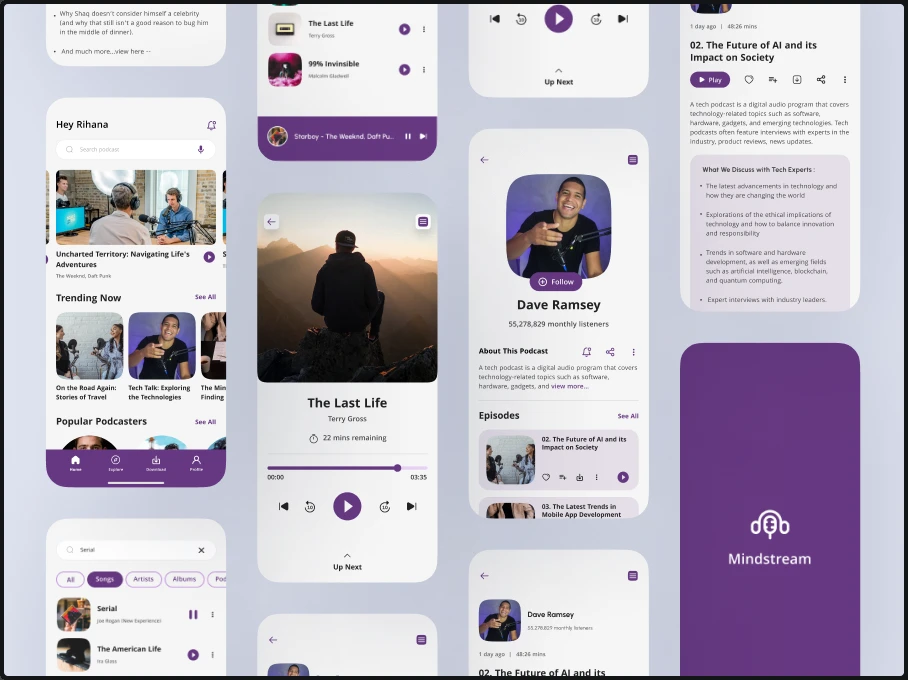 Why Shaq doesn't consider himself a celebrity
(and why that still isn't a good reason to bug him
in the middle of dinner).
And much more...view here --
Hey Rihana
Search podcast
Uncharted Territory: Navigating Life's
Adventures
The Weeknd, Daft Punk
S
Trending Now
See All
On the Road Again:
Stories of Travel
Tech Talk: Exploring
the Technologies
The Min
Finding
Popular Podcasters
See All
Home
Explore
Download
Profile
Serial
All
Songs
Artists
Albums
Pod
Serial
Joe Rogan (New Experience)
The American Life
Ira Glass
The Last Life
Terry Gross
99% Invinsible
Malcolm Gladwell
Starboy - The Weeknd, Daft Pu...
The Last Life
Terry Gross
22 mins remaining
00:00
03:35
10
10
Up Next
10
10
Up Next
Follow
Dave Ramsey
55,278,829 monthly listeners
About This Podcast
A tech podcast is a digital audio program that covers
technology-related topics such as software,
hardware, gadgets, and view more...
Episodes
See All
02. The Future of AI and its
Impact on Society
03. The Latest Trends in
Mobile App Development
Dave Ramsey
55,278,829 monthly listeners
1 day ago | 48:26 mins
02. The Future of AI and its
1 day ago | 48:26 mins
02. The Future of AI and its
Impact on Society
Play
A tech podcast is a digital audio program that covers
technology-related topics such as software,
hardware, gadgets, and emerging technologies. Tech
podcasts often feature interviews with experts in the
industry, product reviews, news updates.
What We Discuss with Tech Experts :
The latest advancements in technology and
how they are changing the world
Explorations of the ethical implications of
technology and how to balance innovation
and responsibility
Trends in software and hardware
development, as well as emerging fields
such as artificial intelligence, blockchain,
and quantum computing.
Expert interviews with industry leaders.
Mindstream